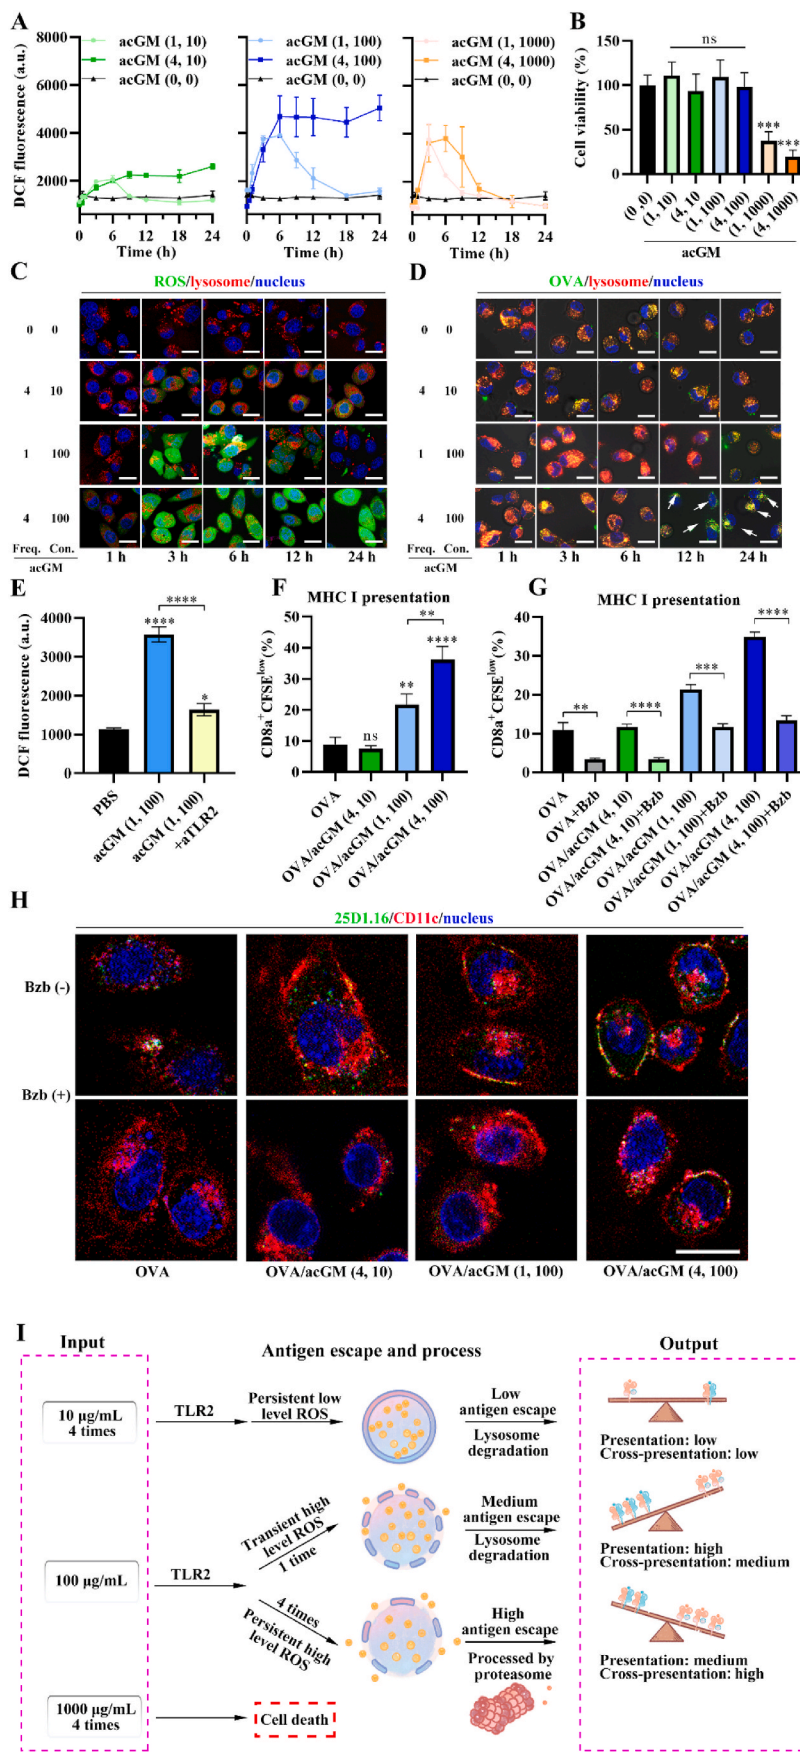 A
DCF fluorescence (a.u.)
8000
6000
4000
2000
acGM (1, 10)
acGM (4, 10)
acGM (0, 0)
acGM (1, 100)
acGM (4, 100)
acGM (0, 0)
acGM (1, 1000)
acGM (4, 1000)
acGM (0, 0)
0 6 12 18 24
0 6 12 18 24
0 6 12 18 24
Time (h)
Time (h)
Time (h)
B
Cell viability (%)
150
100
50
0
ns
***
***
(0, 0)
(1, 10)
(4, 10)
(1, 100)
(4, 100)
(1, 1000)
(4, 1000)
acGM
C
ROS/lysosome/nucleus
0 0
4 10
1 100
4 100
Freq. Con.
acGM
1 h 3 h 6 h 12 h 24 h
D
OVA/lysosome/nucleus
0 0
4 10
1 100
4 100
Freq. Con.
acGM
1 h 3 h 6 h 12 h 24 h
E
DCF fluorescence (a.u.)
4000
3000
2000
1000
0
****
****
*
PBS
acGM (1, 100)
acGM (1, 100)
+aTLR2
F
MHC I presentation
CD8a+CFSElow(%)
50
40
30
20
10
0
ns
**
**
****
OVA
OVA/acGM (4, 10)
OVA/acGM (1, 100)
OVA/acGM (4, 100)
G
MHC I presentation
CD8a+CFSElow(%)
40
30
20
10
0
**
****
***
****
OVA
OVA+Bzb
OVA/acGM (4, 10)
OVA/acGM (4, 10)+Bzb
OVA/acGM (1, 100)
OVA/acGM (1, 100)+Bzb
OVA/acGM (4, 100)
OVA/acGM (4, 100)+Bzb
H
25D1.16/CD11c/nucleus
Bzb (-)
Bzb (+)
OVA
OVA/acGM (4, 10)
OVA/acGM (1, 100)
OVA/acGM (4, 100)
I
Input
Antigen escape and process
Output
10 μg/mL
4 times
TLR2
Persistent low
level ROS
Low
antigen escape
Lysosome
degradation
Presentation: low
Cross-presentation: low
100 μg/mL
TLR2
Transient high
level ROS
1 time
Medium
antigen escape
Lysosome
degradation
Presentation: high
Cross-presentation: medium
4 times
Persistent high
level ROS
High
antigen escape
Processed by
proteasome
Presentation: medium
Cross-presentation: high
1000 μg/mL
4 times
Cell death